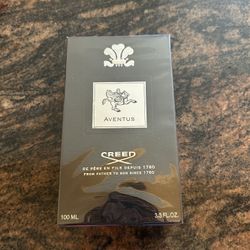 AVENTUS
CREED
DE PÈRE EN FILS DEPUIS 1760
FROM FATHER TO SON SINCE 1760
100 ML 3.3 FL.OZ.